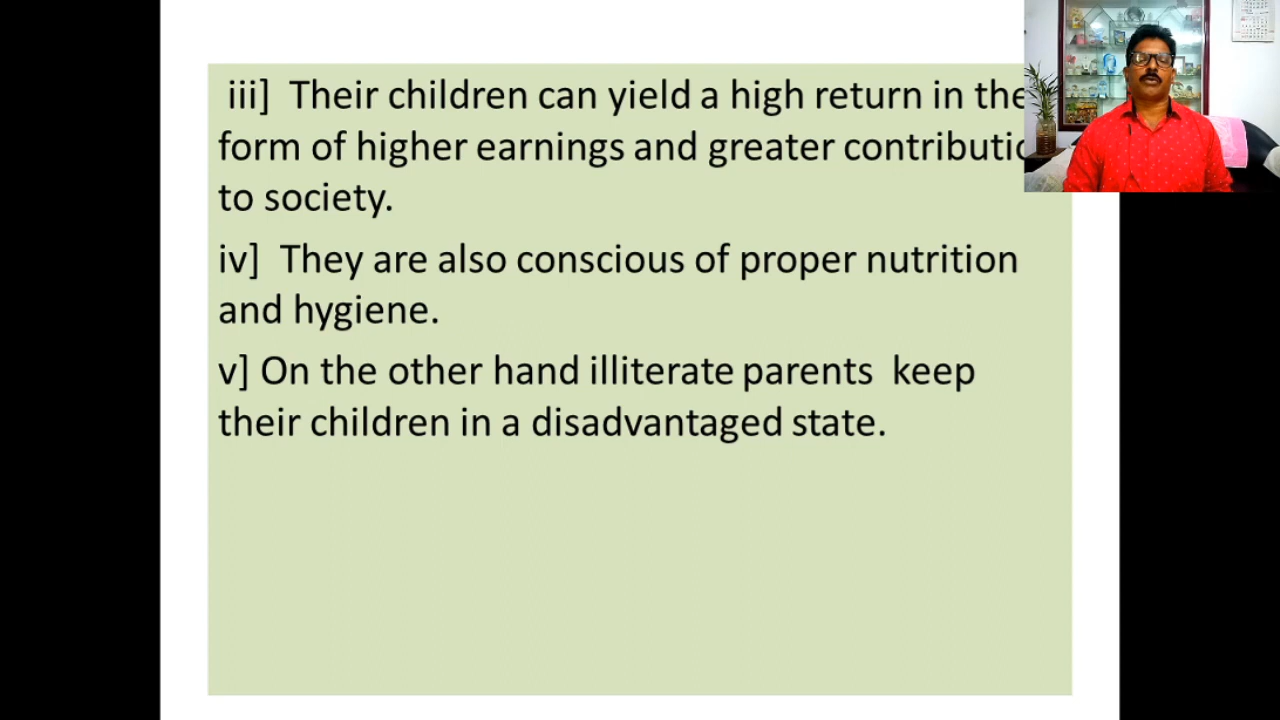 iii] Their children can yield a high return in the
form of higher earnings and greater
to society.
iv] They are also conscious of proper nutrition
and hygiene.
v] On the other hand illiterate parents keep
their children in a disadvantaged state.